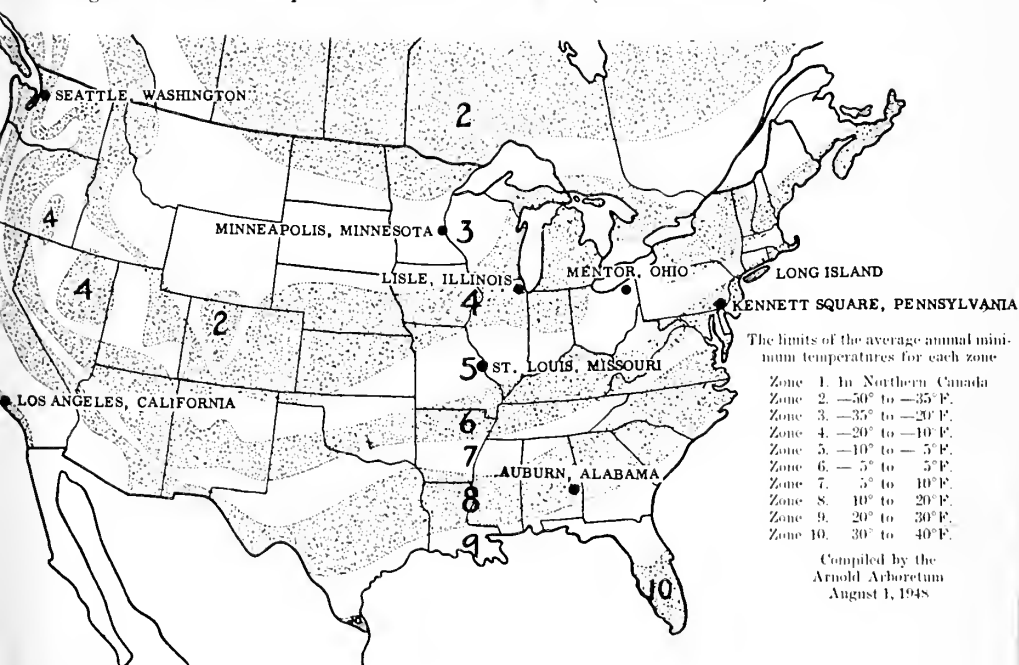 2
SEATTLE, WASHINGTON
4
MINNEAPOLIS, MINNESOTA
3
LISLE, ILLINOIS
MENTOR, OHIO
LONG ISLAND
4
4
2
KENNETT SQUARE, PENNSYLVANIA
5
ST. LOUIS, MISSOURI
LOS ANGELES, CALIFORNIA
6
7
AUBURN, ALABAMA
8
9
10
The limits of the average annual mini-
mum temperatures for each zone
Zone 1. In Northern Canada
Zone 2. —50° to —35°F.
Zone 3. —35° to —20°F.
Zone 4. —20° to —10°F.
Zone 5. —10° to — 5°F.
Zone 6. — 5° to 5°F.
Zone 7. 5° to 10°F.
Zone 8. 10° to 20°F.
Zone 9. 20° to 30°F.
Zone 10. 30° to 40°F.
Compiled by the
Arnold Arboretum
August 1, 1948